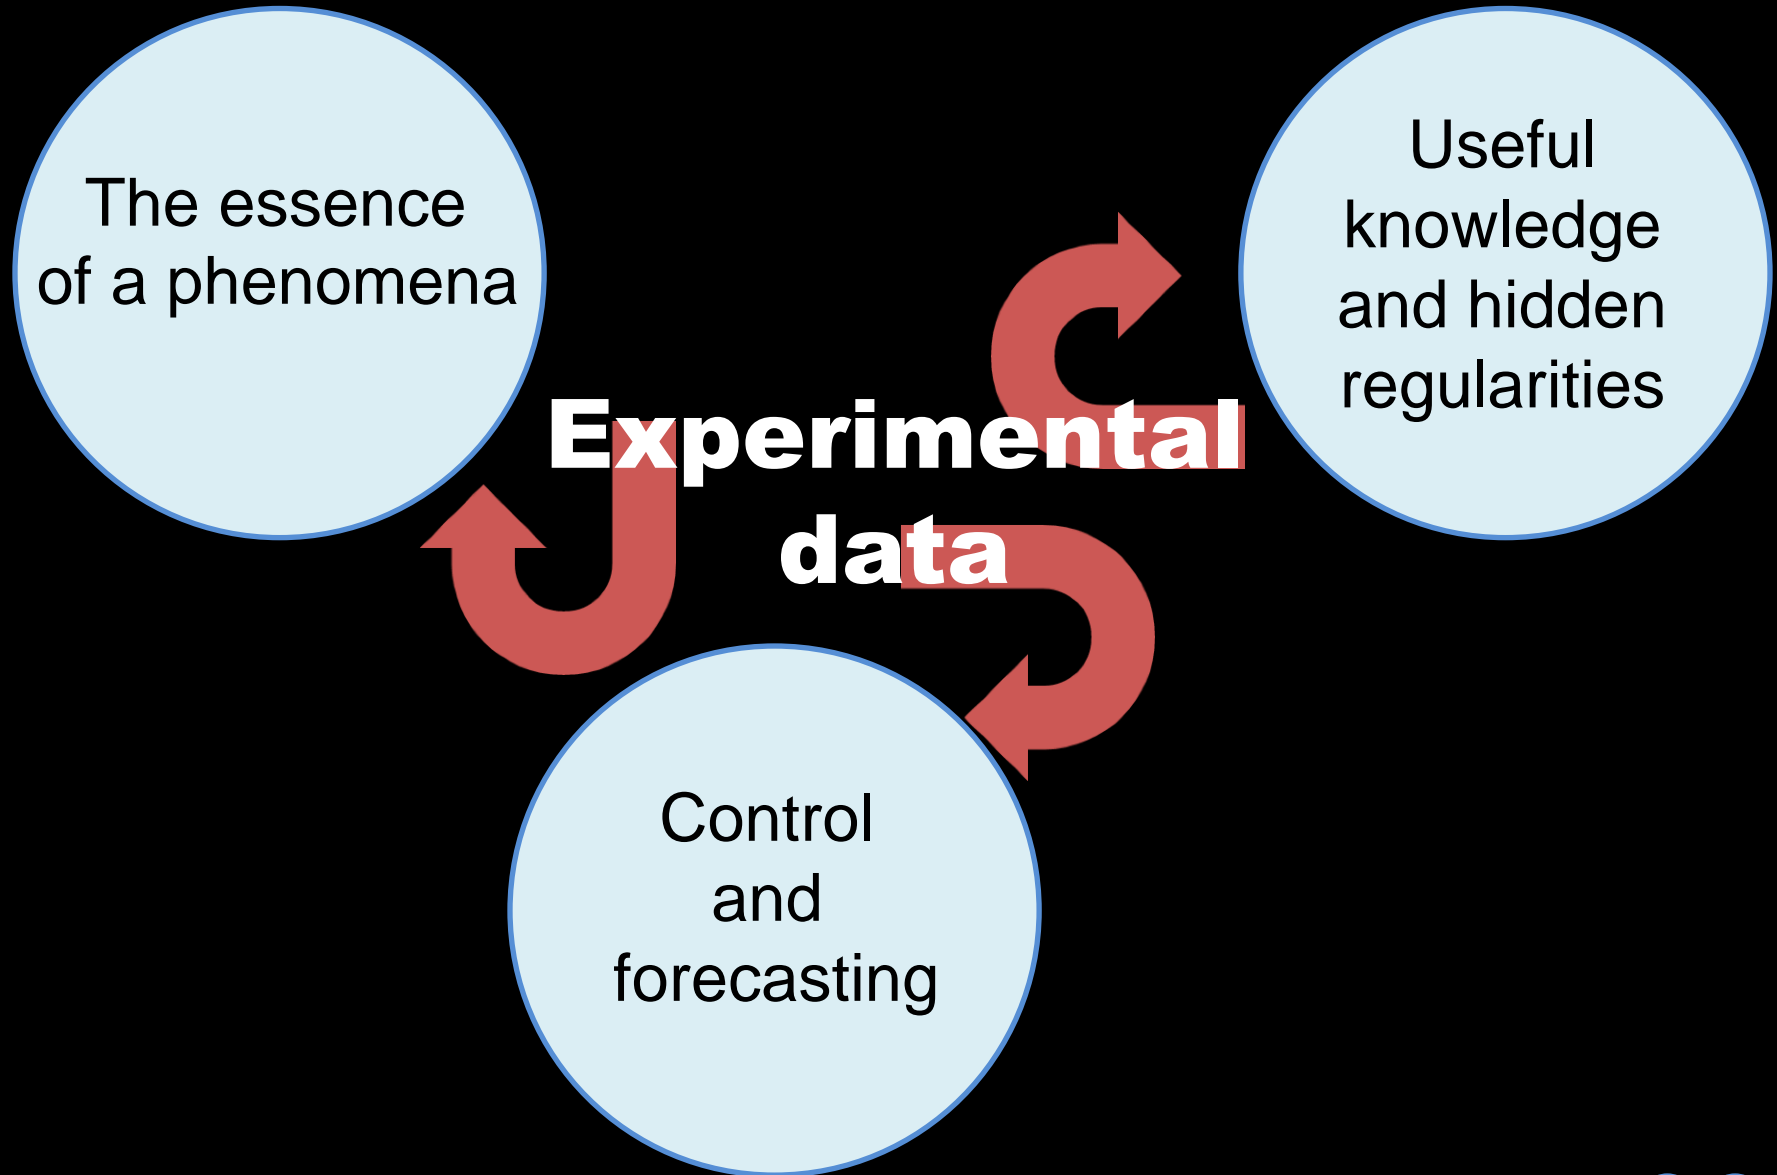 The essence
of a phenomena
Useful
knowledge
and hidden
regularities
Experimental
data
Control
and
forecasting